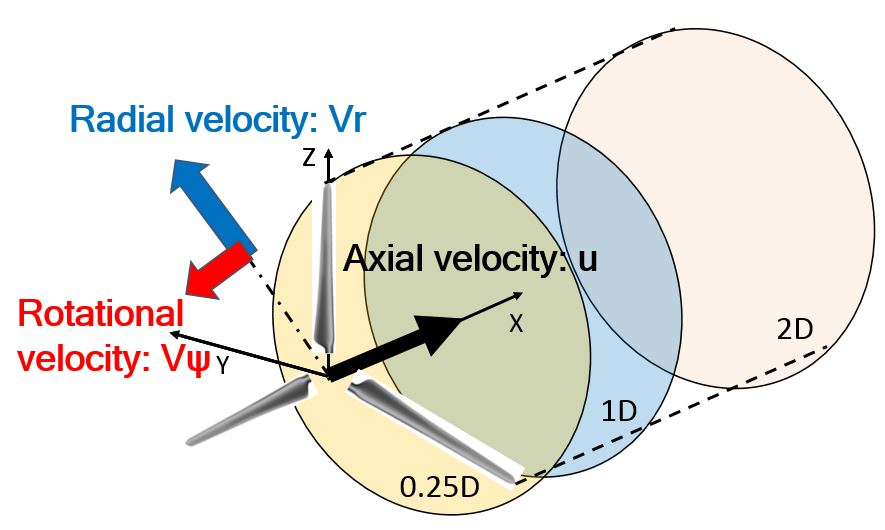 Radial velocity: Vr
Z
Axial velocity: u
Rotational
velocity: Vψ
Y
X
2D
1D
0.25D